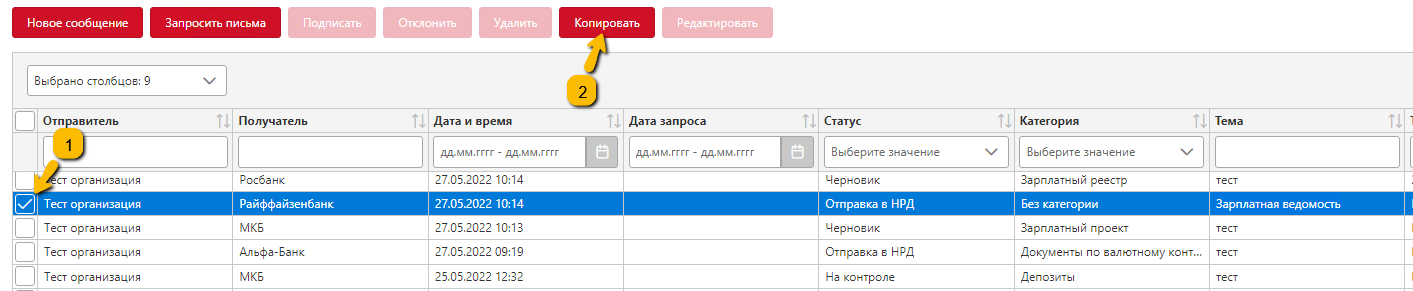 Новое сообщение Запросить письма Подписать Отклонить Удалить Копировать Редактировать
Выбрано столбцов: 9
2
Отправитель Получатель Дата и время Дата запроса Статус Категория Тема
1
дд.мм.гггг - дд.мм.гггг дд.мм.гггг - дд.мм.гггг Выберите значение Выберите значение
Тест организация Росбанк 27.05.2022 10:14 Черновик Зарплатный реестр тест
Тест организация Райффайзенбанк 27.05.2022 10:14 Отправка в НРД Без категории Зарплатная ведомость
Тест организация МКБ 27.05.2022 10:13 Черновик Зарплатный проект тест
Тест организация Альфа-Банк 27.05.2022 09:19 Отправка в НРД Документы по валютному конт... тест
Тест организация МКБ 25.05.2022 12:32 На контроле Депозиты тест